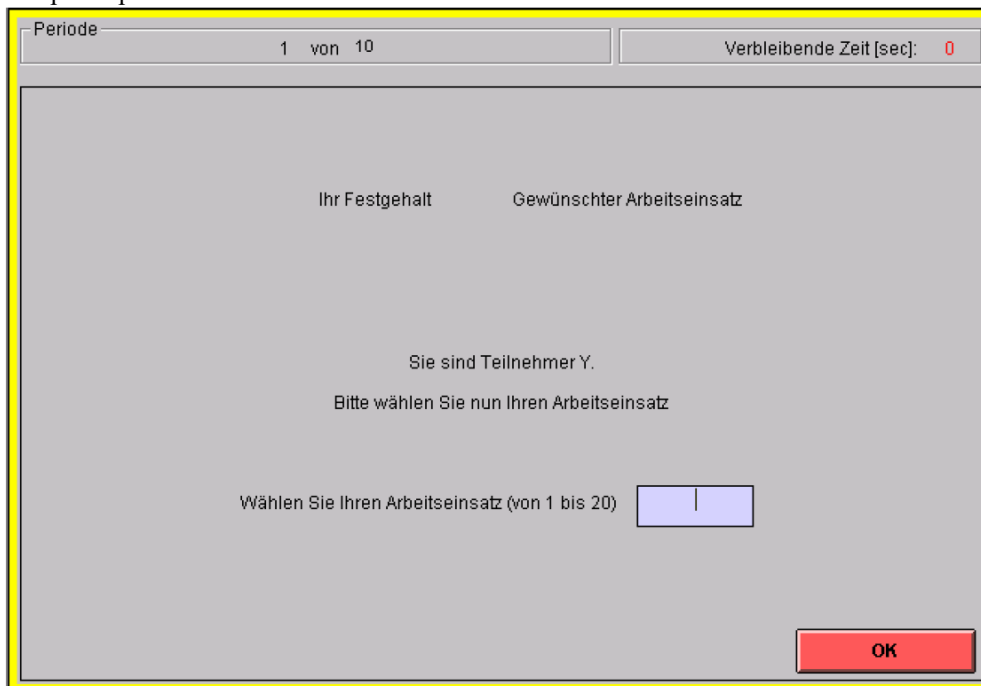 Periode
1 von 10
Verbleibende Zeit [sec]: 0
Ihr Festgehalt Gewünschter Arbeitseinsatz
Sie sind Teilnehmer Y.
Bitte wählen Sie nun Ihren Arbeitseinsatz
Wählen Sie Ihren Arbeitseinsatz (von 1 bis 20)
OK